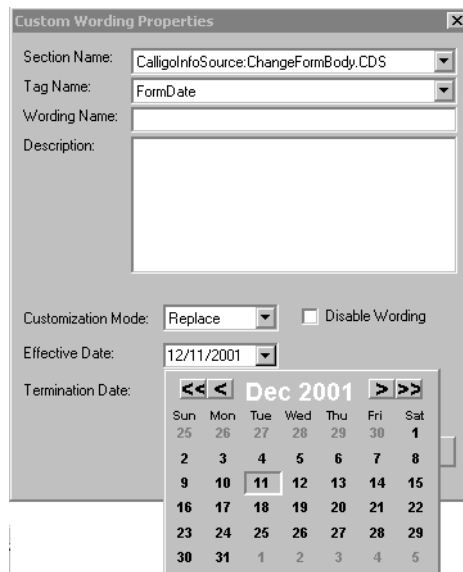 Custom Wording Properties
Section Name: CalligoInfoSource:ChangeFormBody.CDS
Tag Name: FormDate
Wording Name:
Description:
Customization Mode: Replace Disable Wording
Effective Date: 12/11/2001
Termination Date:
<< < Dec 2001 > >>
Sun Mon Tue Wed Thu Fri Sat
25 26 27 28 29 30 1
2 3 4 5 6 7 8
9 10 11 12 13 14 15
16 17 18 19 20 21 22
23 24 25 26 27 28 29
30 31 1 2 3 4 5